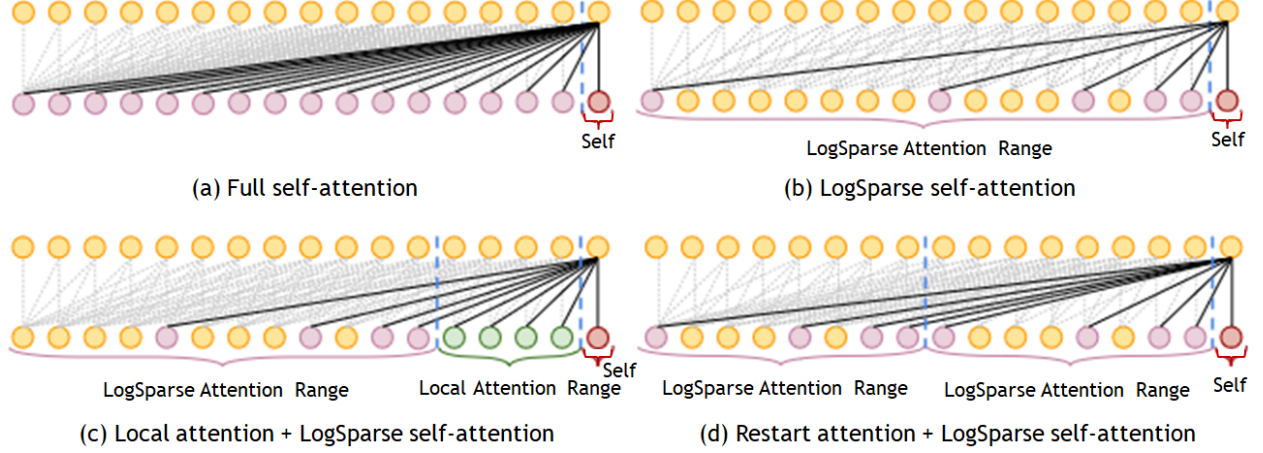 Self
LogSparse Attention Range
Self
(a) Full self-attention
(b) LogSparse self-attention
LogSparse Attention Range
Local Attention Range
Self
LogSparse Attention Range
LogSparse Attention Range
Self
(c) Local attention + LogSparse self-attention
(d) Restart attention + LogSparse self-attention